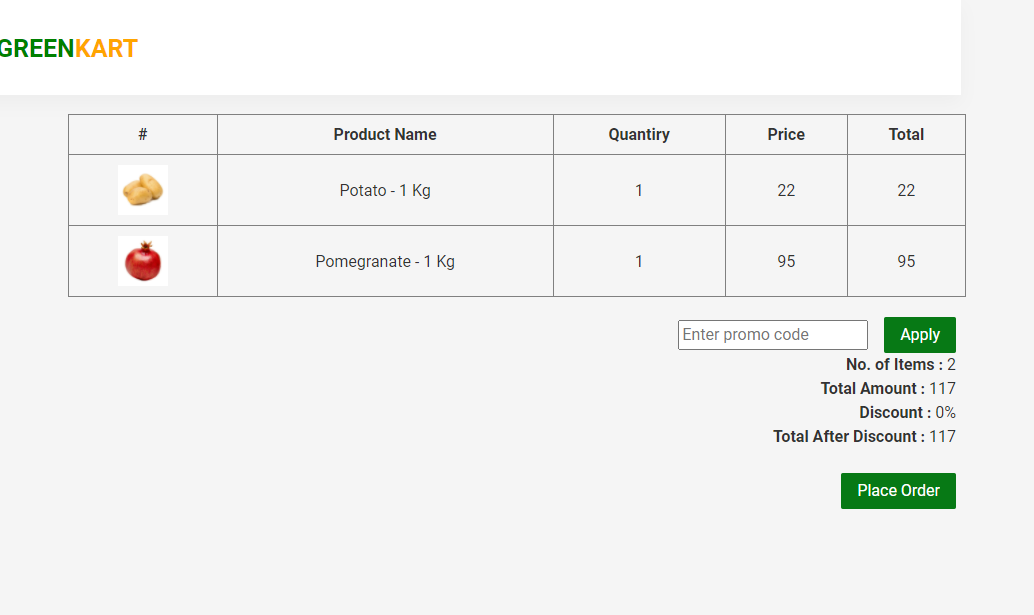 GREENKART
# Product Name Quantiry Price Total
Potato - 1 Kg 1 22 22
Pomegranate - 1 Kg 1 95 95
Enter promo code Apply
No. of Items : 2
Total Amount : 117
Discount : 0%
Total After Discount : 117
Place Order